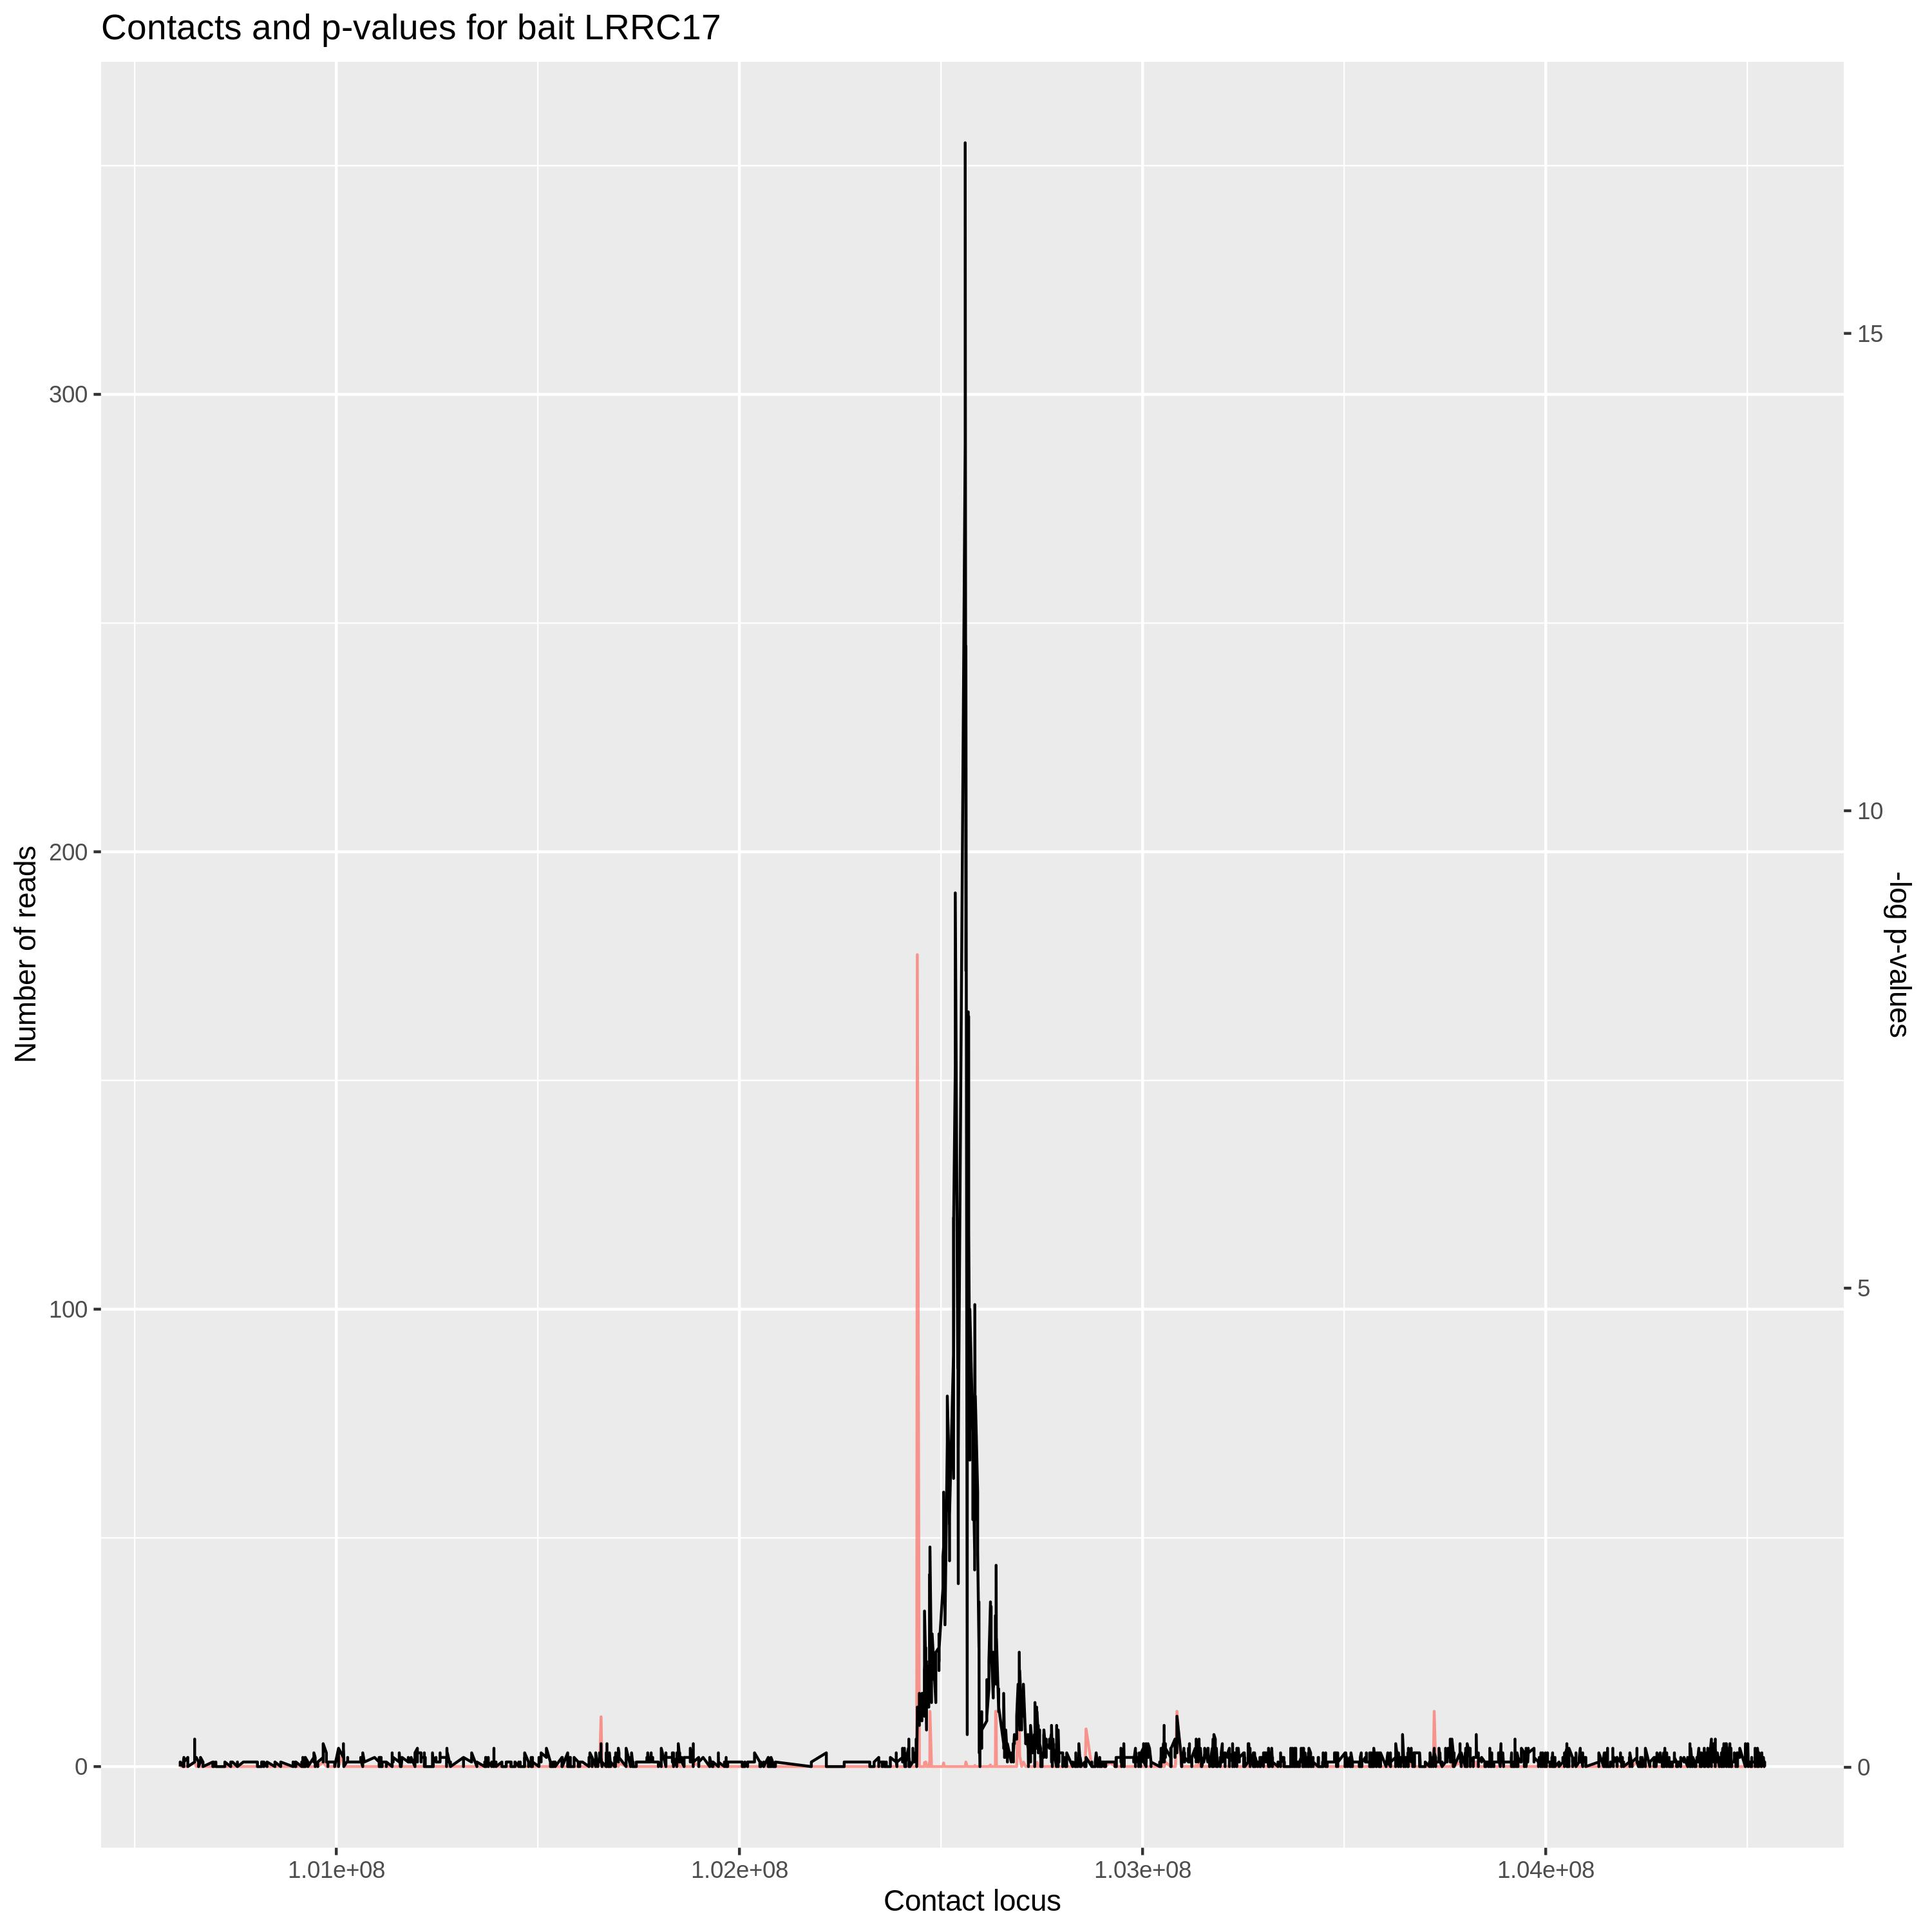 Contacts and p-values for bait LRRC17
Number of reads
300
200
100
0
15
10
5
0
-log p-values
1.01e+08
1.02e+08
1.03e+08
1.04e+08
Contact locus